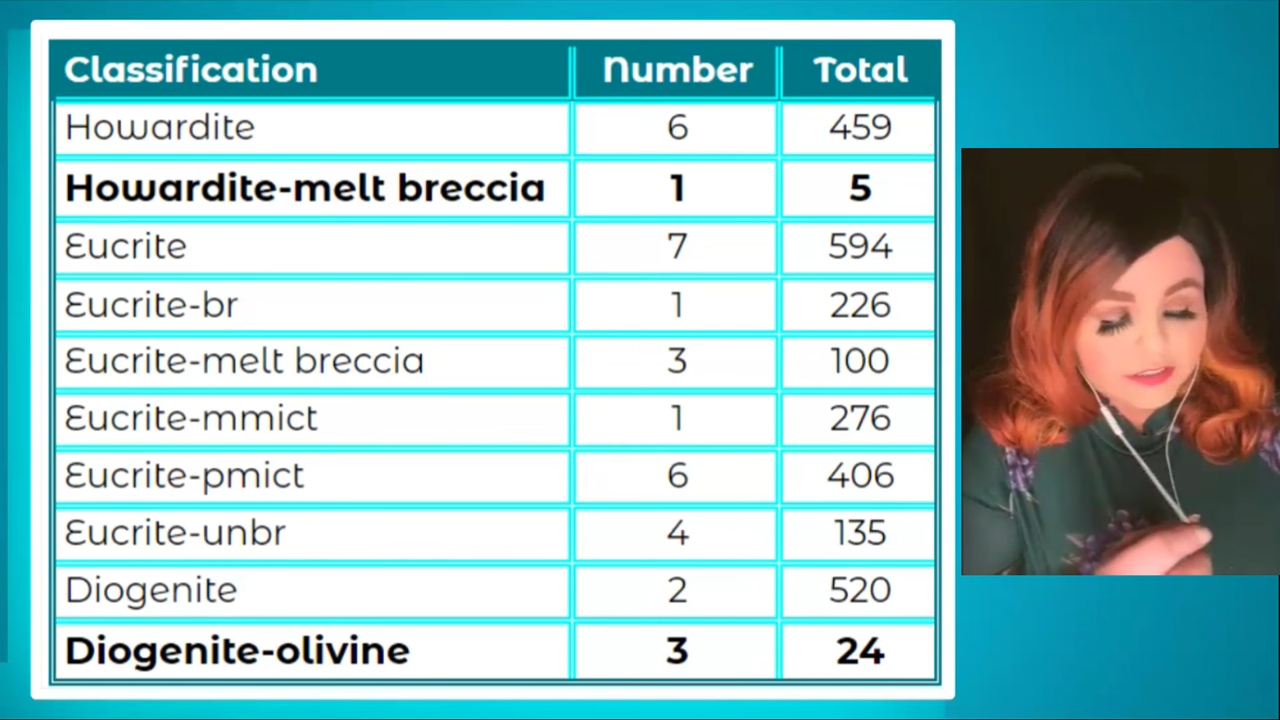 Classification Number Total
Howardite 6 459
Howardite-melt breccia 1 5
Eucrite 7 594
Eucrite-br 1 226
Eucrite-melt breccia 3 100
Eucrite-mmict 1 276
Eucrite-pmict 6 406
Eucrite-unbr 4 135
Diogenite 2 520
Diogenite-olivine 3 24